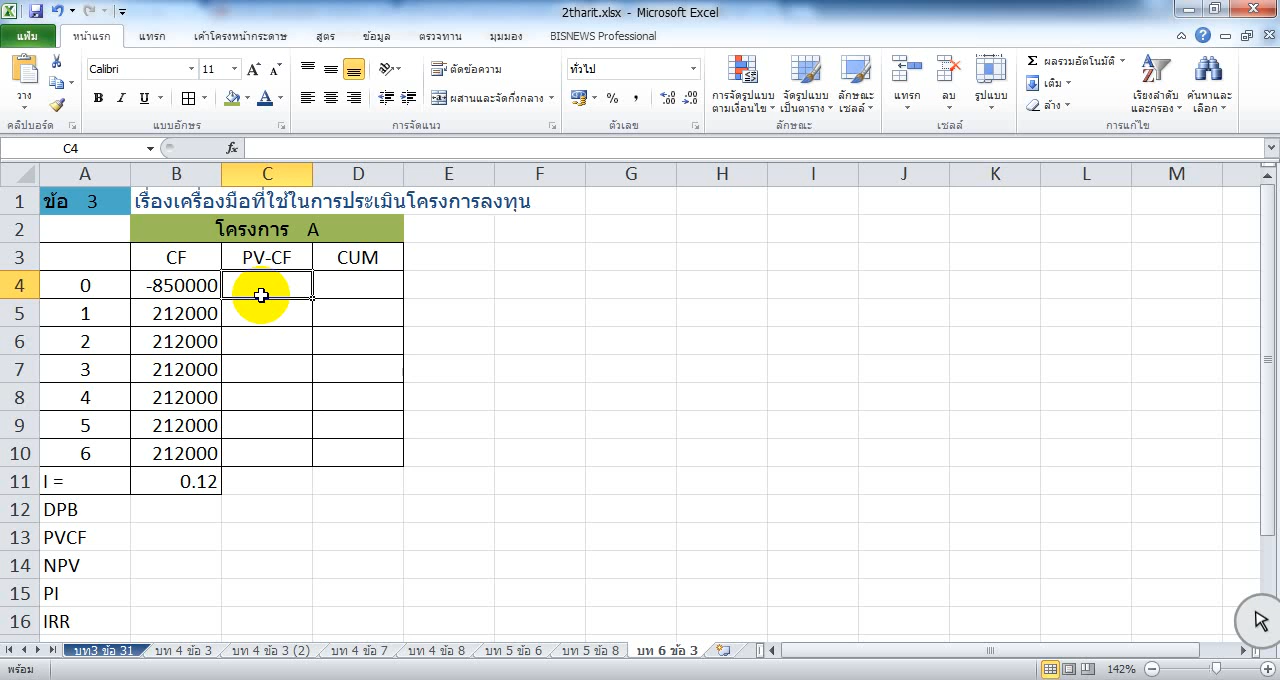 2tharit.xlsx - Microsoft Excel
แฟ้ม หน้าแรก แทรก เค้าโครงหน้ากระดาษ สูตร ข้อมูล ตรวจทาน มุมมอง BISNEWS Professional
วาง Calibri 11 ตัดข้อความ ทั่วไป ผลรวมอัตโนมัติ
B I U ผสานและจัดกึ่งกลาง % , การจัดรูปแบบตามเงื่อนไข จัดรูปแบบเป็นตาราง ลักษณะเซลล์ แทรก ลบ รูปแบบ เติม ล้าง เรียงลำดับและกรอง ค้นหาและเลือก
คลิปบอร์ด แบบอักษร การจัดแนว ตัวเลข ลักษณะ เซลล์ การแก้ไข
C4 fx
A B C D E F G H I J K L M
1 ข้อ 3 เรื่องเครื่องมือที่ใช้ในการประเมินโครงการลงทุน
2 โครงการ A
3 CF PV-CF CUM
4 0 -850000
5 1 212000
6 2 212000
7 3 212000
8 4 212000
9 5 212000
10 6 212000
11 I = 0.12
12 DPB
13 PVCF
14 NPV
15 PI
16 IRR
บท3 ข้อ 31 บท 4 ข้อ 3 บท 4 ข้อ 3 (2) บท 4 ข้อ 7 บท 4 ข้อ 8 บท 5 ข้อ 5 บท 5 ข้อ 8 บท 6 ข้อ 3
พร้อม 142%